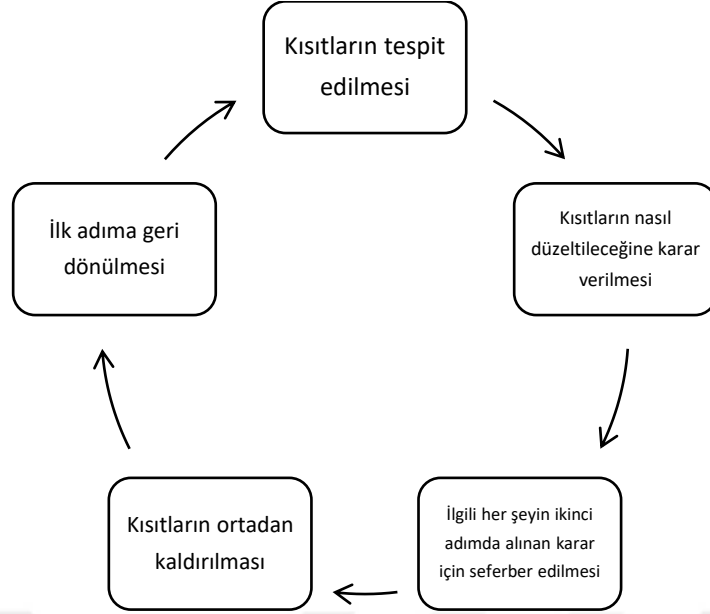 Kısıtların tespit
edilmesi
Kısıtların nasıl
düzeltileceğine karar
verilmesi
İlgili her şeyin ikinci
adımda alınan karar
için seferber edilmesi
Kısıtların ortadan
kaldırılması
İlk adıma geri
dönülmesi